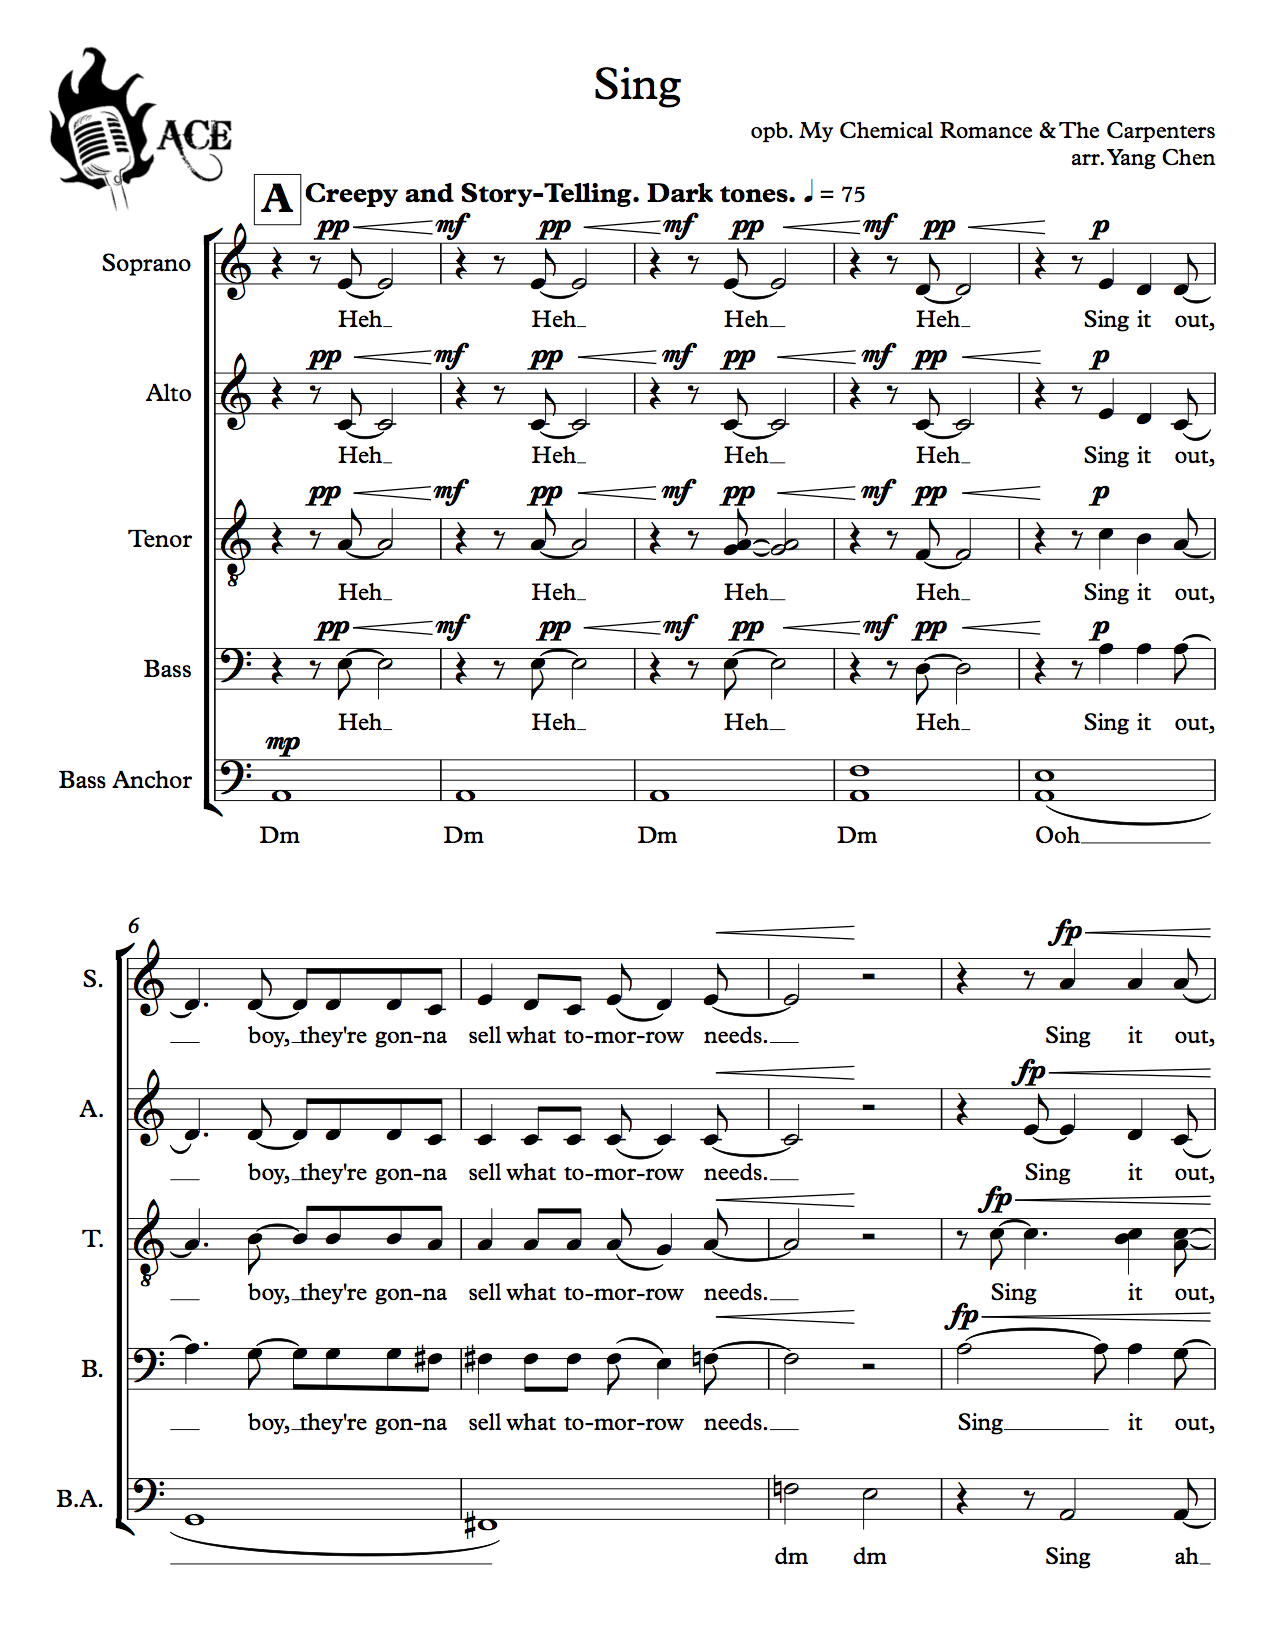 Sing
ACE
opb. My Chemical Romance & The Carpenters
arr. Yang Chen
A Creepy and Story-Telling. Dark tones. ♩ = 75
pp mf pp mf pp mf pp p
Soprano
Heh_ Heh_ Heh_ Heh_ Sing it out,
pp mf pp mf pp mf pp p
Alto
Heh_ Heh_ Heh_ Heh_ Sing it out,
pp mf pp mf pp mf pp p
Tenor
8
Heh_ Heh_ Heh_ Heh_ Sing it out,
pp mf pp mf pp mf pp p
Bass
Heh_ Heh_ Heh_ Heh_ Sing it out,
mp
Bass Anchor
Dm Dm Dm Dm Ooh_
6
fp
S.
boy,_they're gon-na sell what to-mor-row needs._ Sing it out,
fp
A.
boy,_they're gon-na sell what to-mor-row needs._ Sing it out,
fp
T.
8
boy,_they're gon-na sell what to-mor-row needs._ Sing it out,
fp
B.
boy,_they're gon-na sell what to-mor-row needs._ Sing_ it out,
B.A.
dm dm Sing ah_